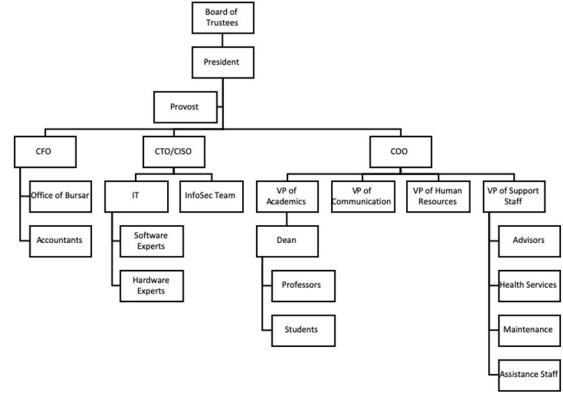 Board of
Trustees
President
Provost
CFO
CTO/CISO
COO
Office of Bursar
IT
InfoSec Team
VP of
Academics
VP of
Communication
VP of Human
Resources
VP of Support
Staff
Accountants
Software
Experts
Dean
Advisors
Hardware
Experts
Professors
Health Services
Students
Maintenance
Assistance Staff